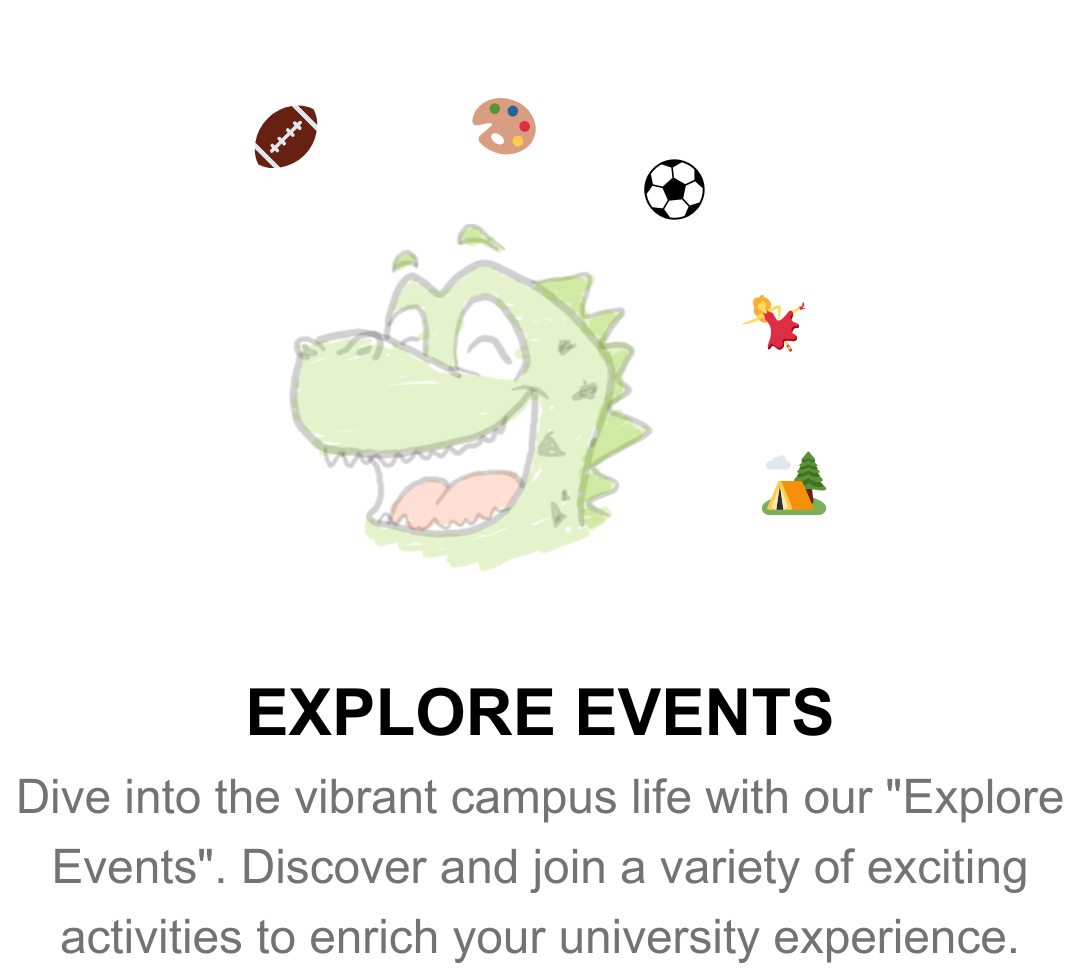 EXPLORE EVENTS
Dive into the vibrant campus life with our "Explore
Events". Discover and join a variety of exciting
activities to enrich your university experience.